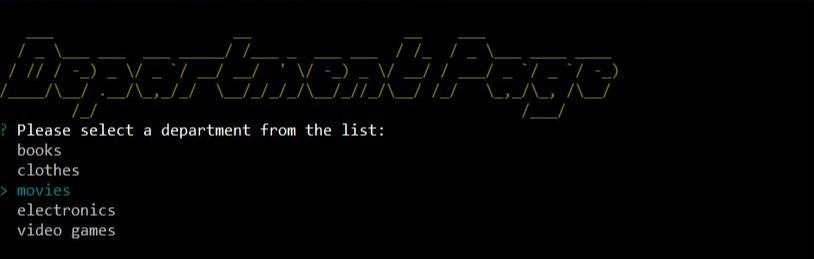 Department Page
? Please select a department from the list:
books
clothes
> movies
electronics
video games